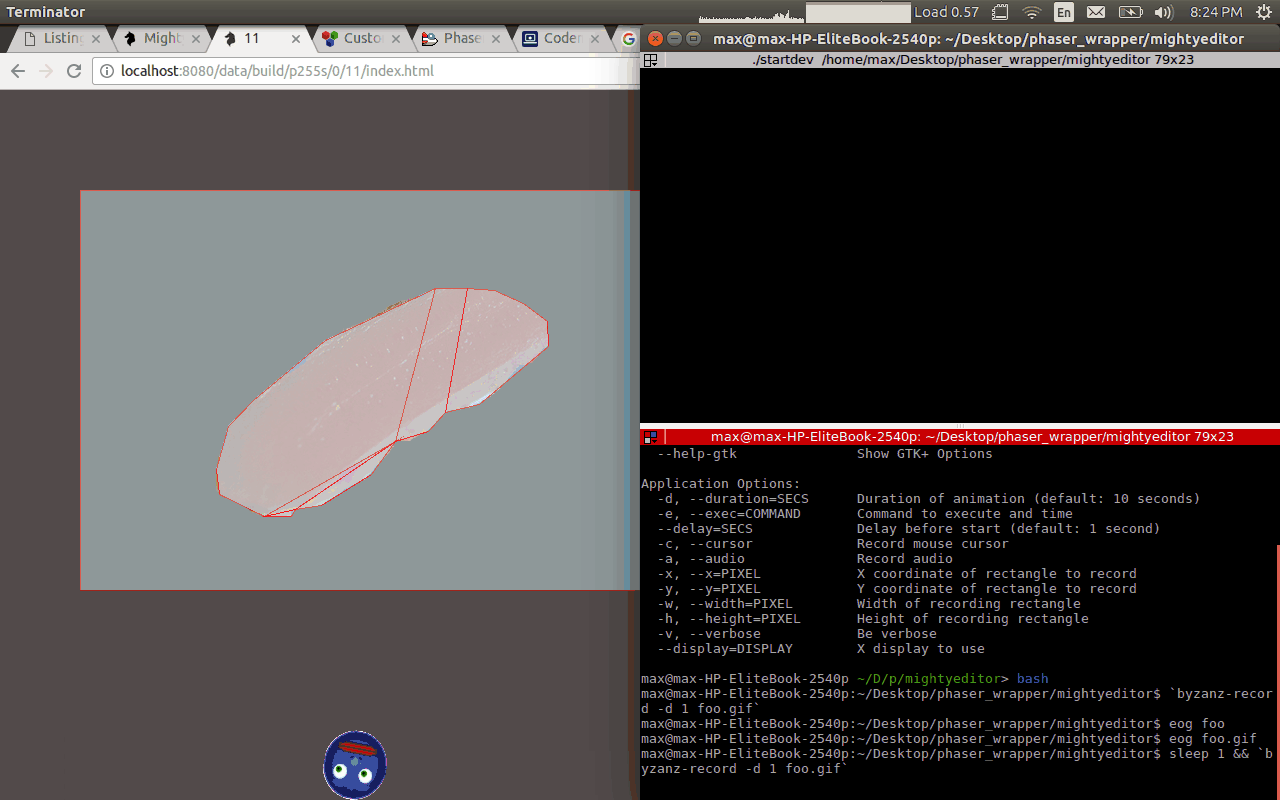 Terminator
Load 0.57
En
8:24 PM
Listing
Might
11
Custo
Phase
Coder
max@max-HP-EliteBook-2540p: ~/Desktop/phaser_wrapper/mightyeditor
localhost:8080/data/build/p255s/0/11/index.html
./startdev  /home/max/Desktop/phaser_wrapper/mightyeditor 79x23
max@max-HP-EliteBook-2540p: ~/Desktop/phaser_wrapper/mightyeditor 79x23
  --help-gtk                 Show GTK+ Options
Application Options:
  -d, --duration=SECS      Duration of animation (default: 10 seconds)
  -e, --exec=COMMAND       Command to execute and time
  --delay=SECS             Delay before start (default: 1 second)
  -c, --cursor             Record mouse cursor
  -a, --audio              Record audio
  -x, --x=PIXEL            X coordinate of rectangle to record
  -y, --y=PIXEL            Y coordinate of rectangle to record
  -w, --width=PIXEL        Width of recording rectangle
  -h, --height=PIXEL       Height of recording rectangle
  -v, --verbose            Be verbose
  --display=DISPLAY        X display to use
max@max-HP-EliteBook-2540p ~/D/p/mightyeditor> bash
max@max-HP-EliteBook-2540p:~/Desktop/phaser_wrapper/mightyeditor$ `byzanz-recor
d -d 1 foo.gif`
max@max-HP-EliteBook-2540p:~/Desktop/phaser_wrapper/mightyeditor$ eog foo
max@max-HP-EliteBook-2540p:~/Desktop/phaser_wrapper/mightyeditor$ eog foo.gif
max@max-HP-EliteBook-2540p:~/Desktop/phaser_wrapper/mightyeditor$ sleep 1 && `b
yzanz-record -d 1 foo.gif`